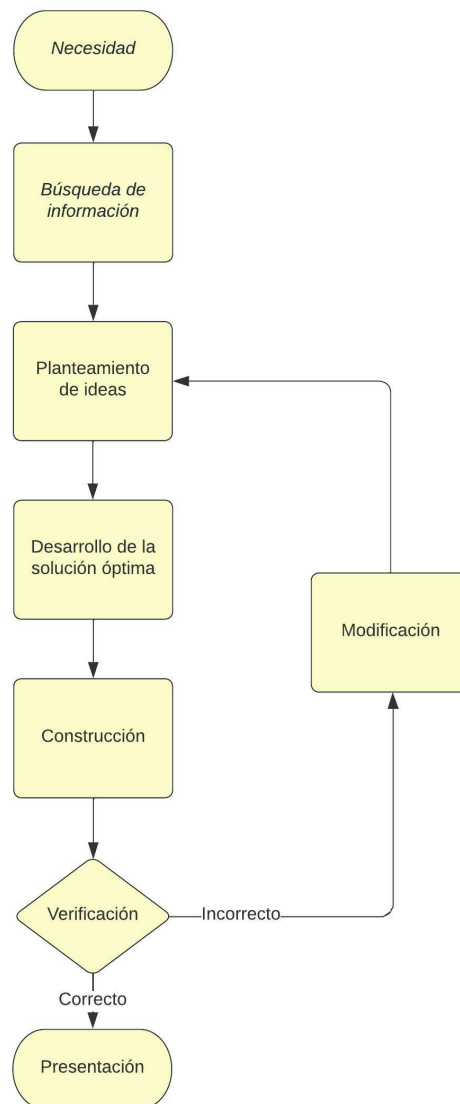 Necesidad
Búsqueda de
información
Planteamiento
de ideas
Desarrollo de la
solución óptima
Modificación
Construcción
Verificación
Incorrecto
Correcto
Presentación